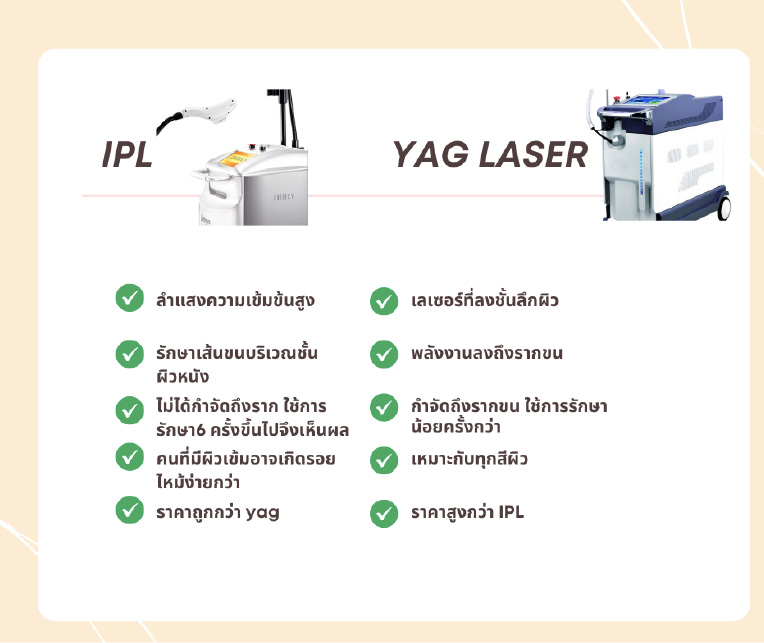 IPL
YAG LASER
ลำแสงความเข้มข้นสูง
รักษาเส้นขนบริเวณชั้น
ผิวหนัง
ไม่ได้กำจัดถึงราก ใช้การ
รักษา6 ครั้งขึ้นไปจึงเห็นผล
คนที่มีผิวเข้มอาจเกิดรอย
ไหม้ง่ายกว่า
ราคาถูกกว่า yag
เลเซอร์ที่ลงชั้นลึกผิว
พลังงานลงถึงรากขน
กำจัดถึงรากขน ใช้การรักษา
น้อยครั้งกว่า
เหมาะกับทุกสีผิว
ราคาสูงกว่า IPL